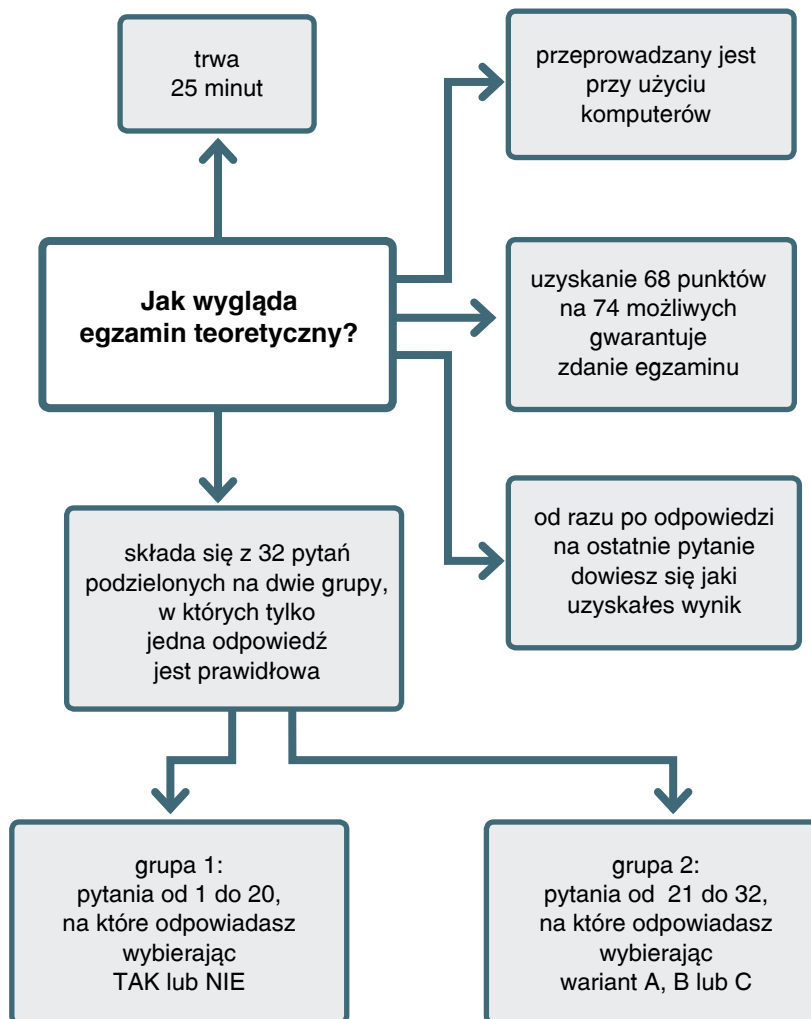 trwa
25 minut
przeprowadzany jest
przy użyciu
komputerów
Jak wygląda
egzamin teoretyczny?
uzyskanie 68 punktów
na 74 możliwych
gwarantuje
zdanie egzaminu
od razu po odpowiedzi
na ostatnie pytanie
dowiesz się jaki
uzyskałes wynik
składa się z 32 pytań
podzielonych na dwie grupy,
w których tylko
jedna odpowiedź
jest prawidłowa
grupa 1:
pytania od 1 do 20,
na które odpowiadasz
wybierając
TAK lub NIE
grupa 2:
pytania od  21 do 32,
na które odpowiadasz
wybierając
wariant A, B lub C